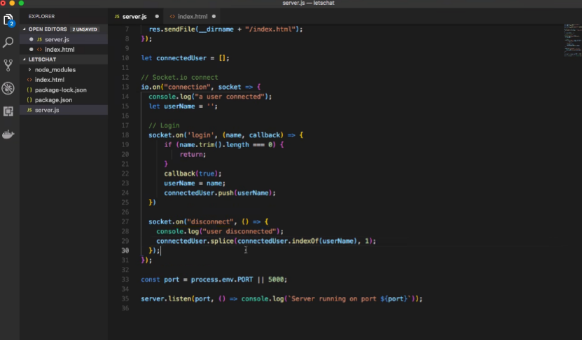 server.js — letschat
EXPLORER
OPEN EDITORS 2 UNSAVED
JS server.js
<> index.html
LETSCHAT
node_modules
<> index.html
{} package-lock.json
{} package.json
JS server.js
JS server.js
<> index.html
7 res.sendFile(__dirname + "/index.html");
8 });
9
10 let connectedUser = [];
11
12 // Socket.io connect
13 io.on("connection", socket => {
14 console.log("a user connected");
15 let userName = '';
16
17 // Login
18 socket.on('login', (name, callback) => {
19 if (name.trim().length === 0) {
20 return;
21 }
22 callback(true);
23 userName = name;
24 connectedUser.push(userName);
25 })
26
27 socket.on("disconnect", () => {
28 console.log("user disconnected");
29 connectedUser.splice(connectedUser.indexOf(userName), 1);
30 });
31 });
32
33 const port = process.env.PORT || 5000;
34
35 server.listen(port, () => console.log(`Server running on port ${port}`));
36